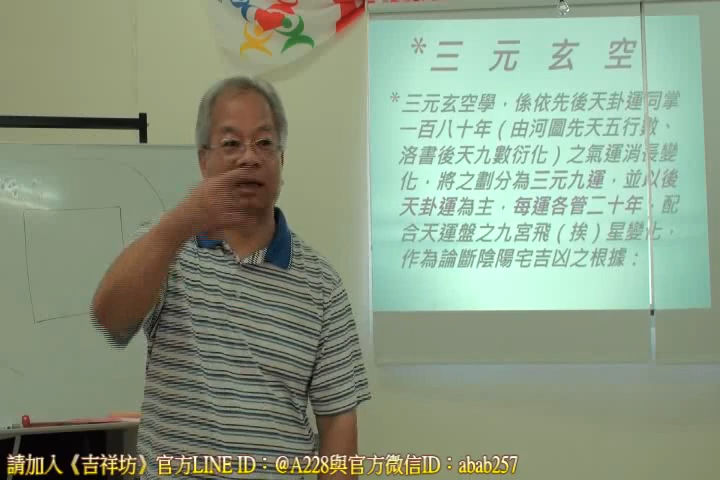 *三元玄空
*三元玄空學，係依先後天卦運同掌
一百八十年（由河圖先天五行數、
洛書後天九數衍化）之氣運消長變
化，將之劃分為三元九運，並以後
天卦運為主，每運各管二十年，配
合天運盤之九宮飛（挨）星變化，
作為論斷陰陽宅吉凶之根據：
請加入《吉祥坊》官方LINE ID：@A228與官方微信ID：abab257